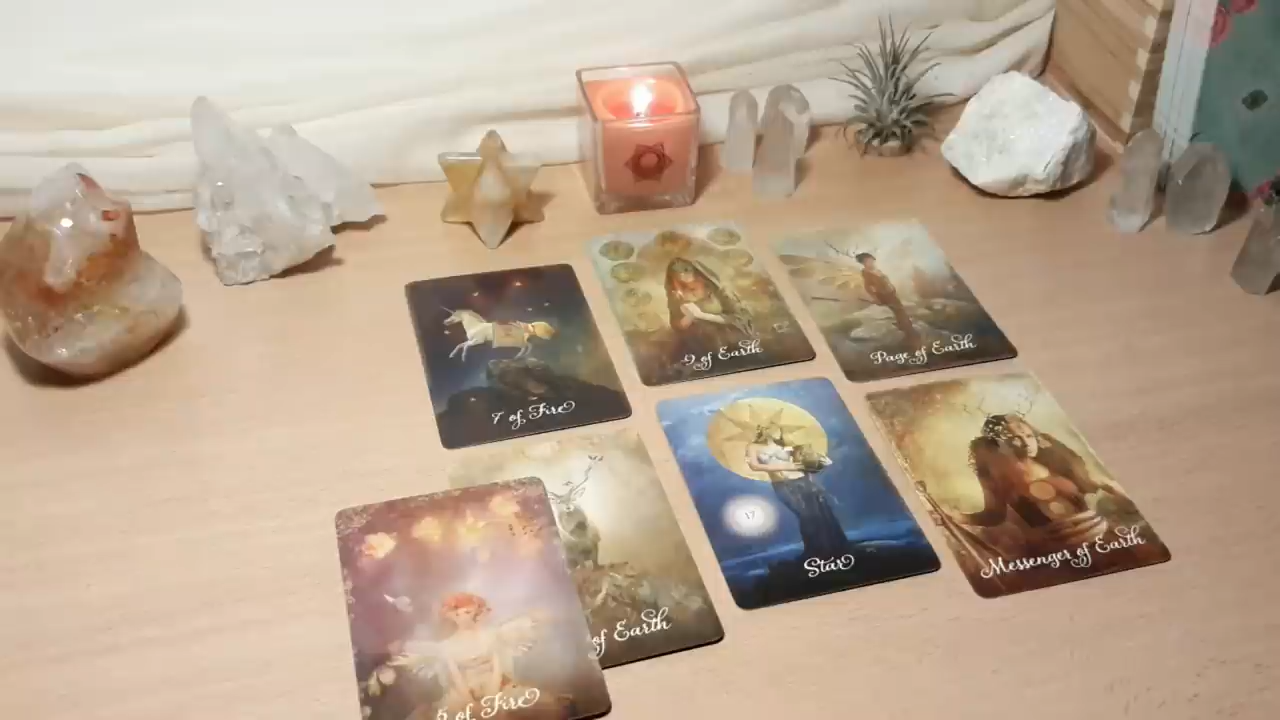 7 of Fire
9 of Earth
Page of Earth
5 of Fire
of Earth
17
Star
Messenger of Earth